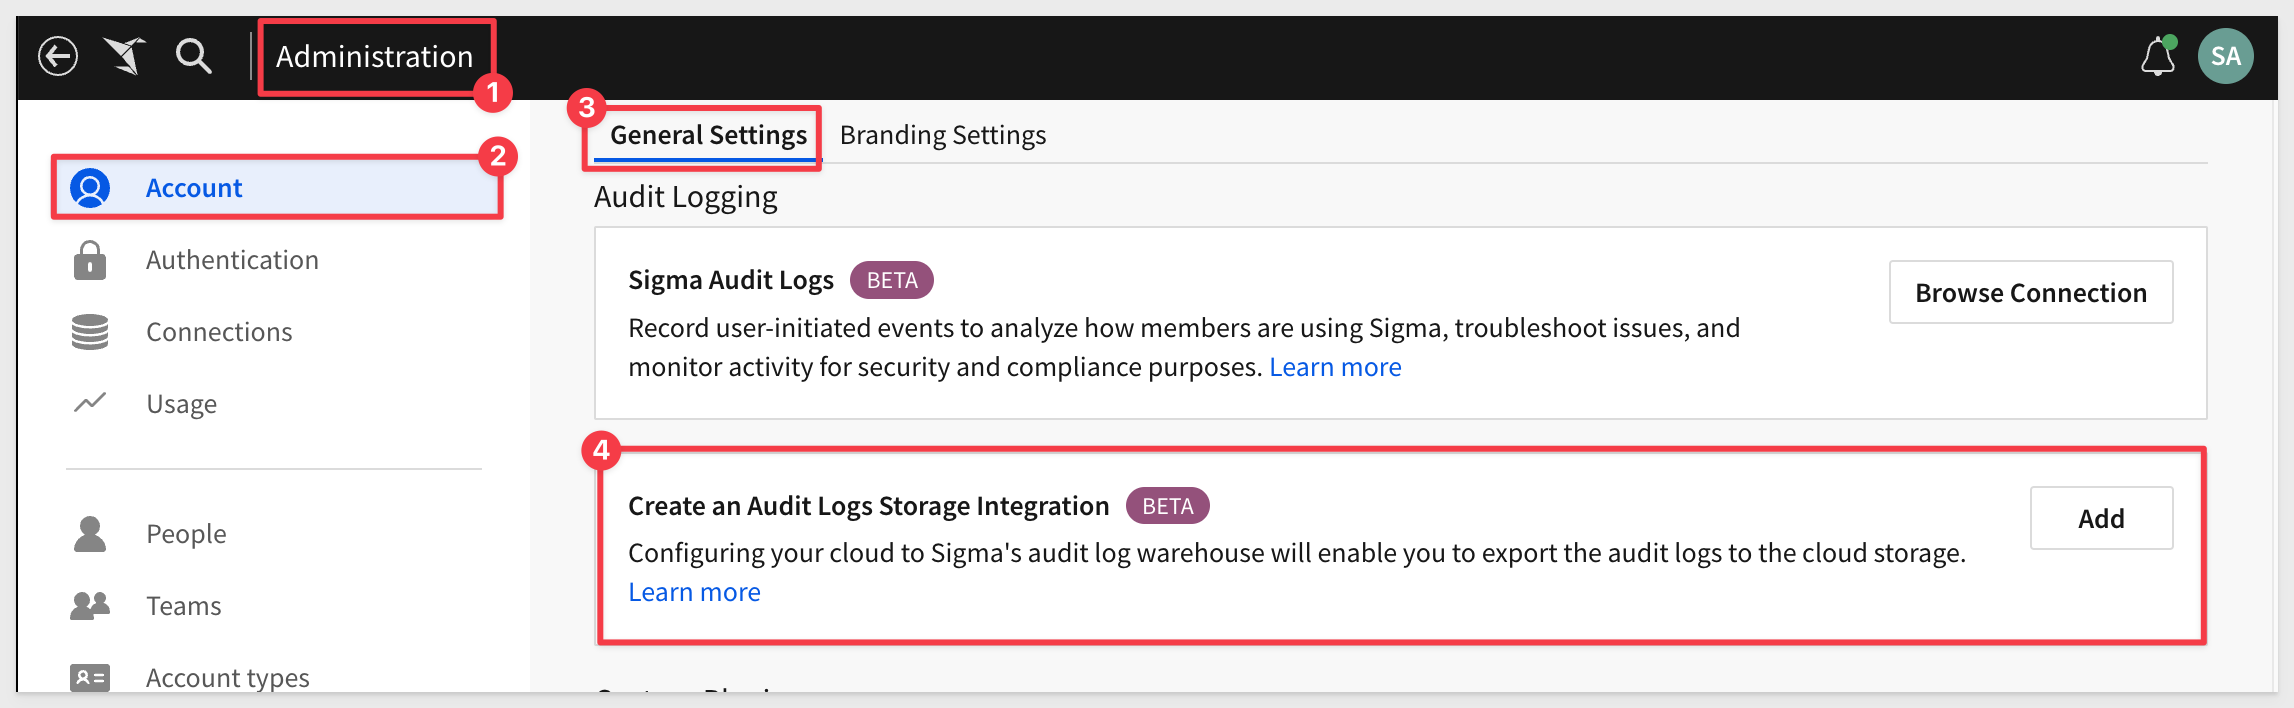 Administration
1
SA
2
Account
Authentication
Connections
Usage
People
Teams
Account types
3
General Settings
Branding Settings
Audit Logging
Sigma Audit Logs BETA
Record user-initiated events to analyze how members are using Sigma, troubleshoot issues, and
monitor activity for security and compliance purposes. Learn more
Browse Connection
4
Create an Audit Logs Storage Integration BETA
Configuring your cloud to Sigma's audit log warehouse will enable you to export the audit logs to the cloud storage.
Learn more
Add